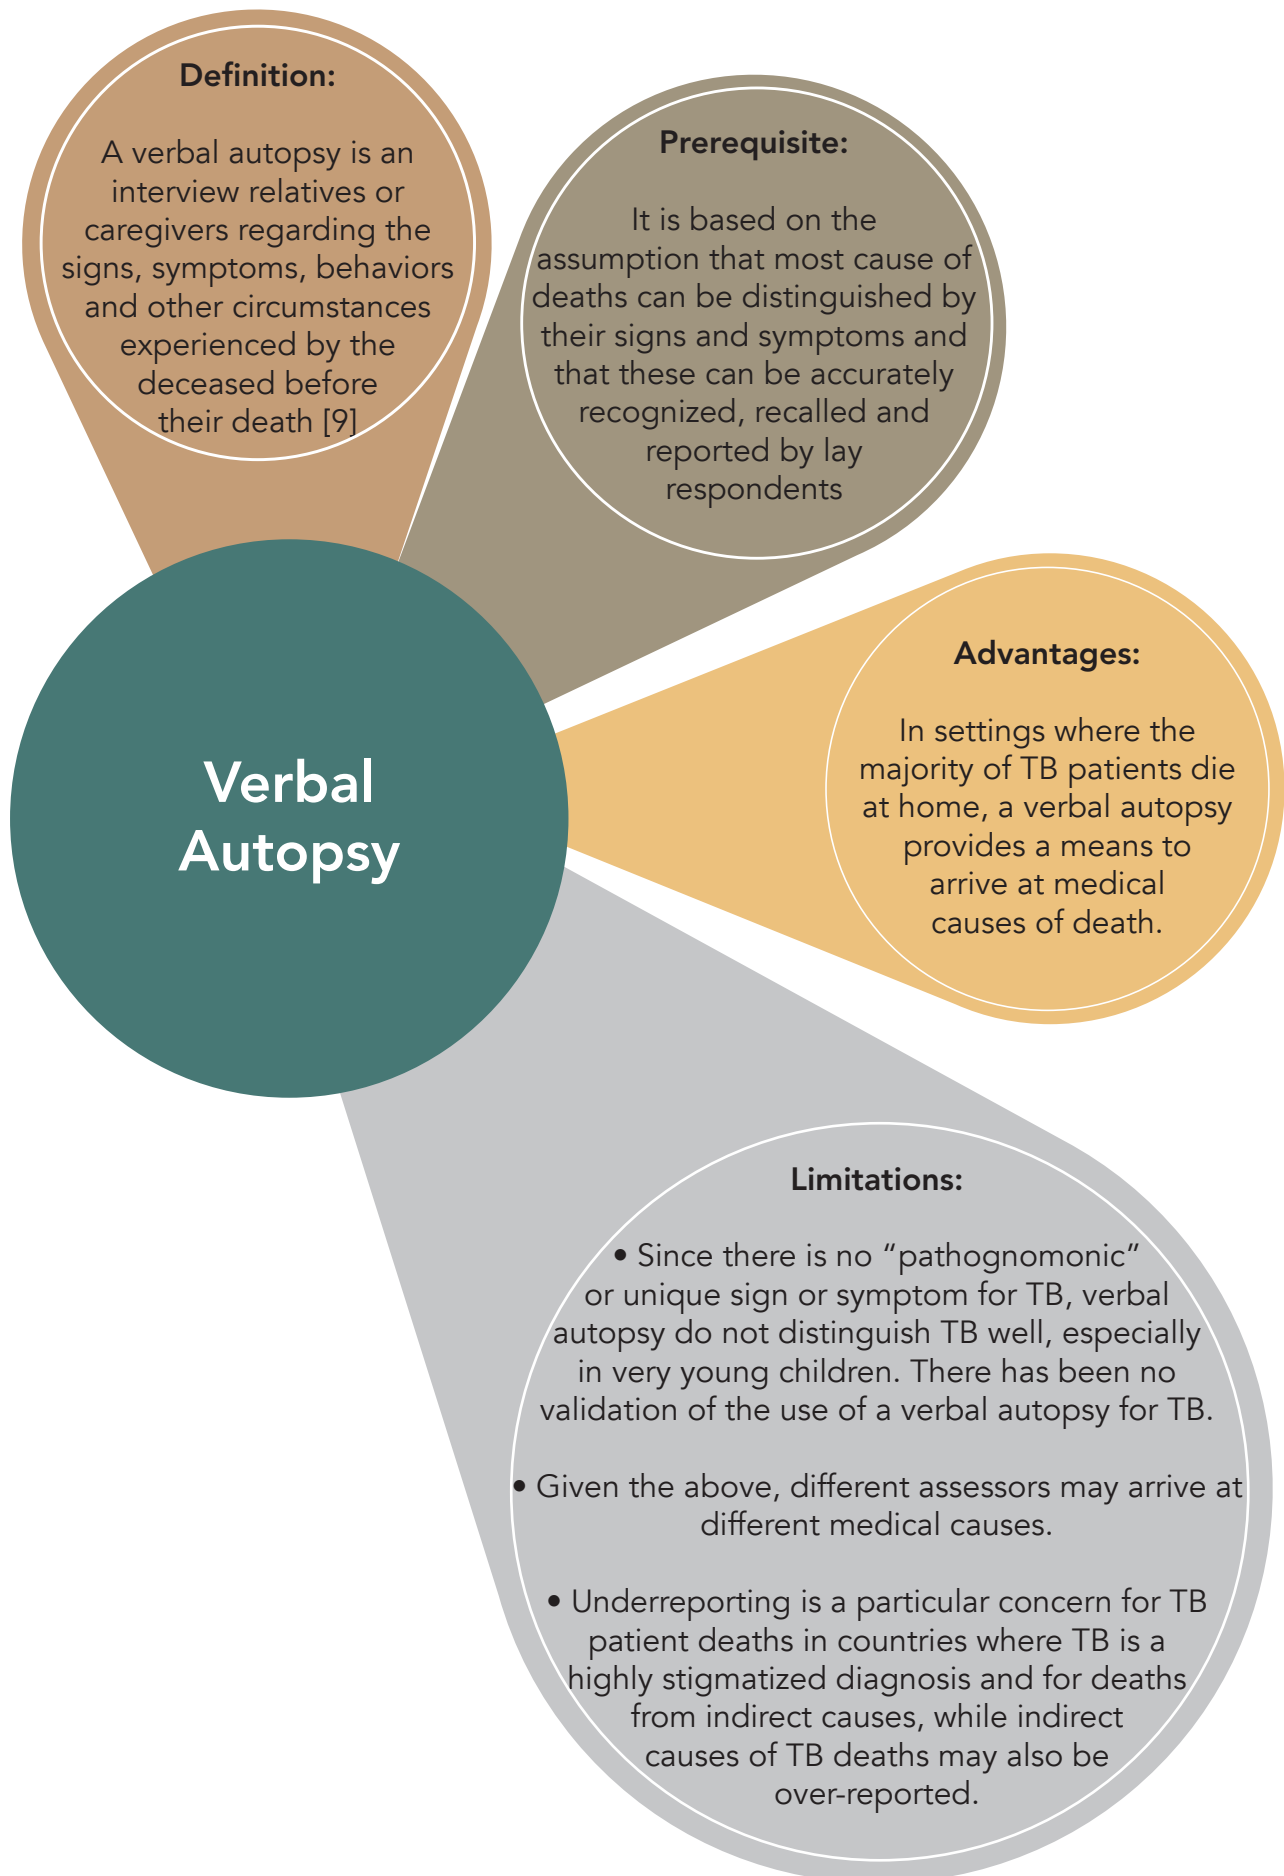 Definition:
A verbal autopsy is an
interview relatives or
caregivers regarding the
signs, symptoms, behaviors
and other circumstances
experienced by the
deceased before
their death [9]
Prerequisite:
It is based on the
assumption that most cause of
deaths can be distinguished by
their signs and symptoms and
that these can be accurately
recognized, recalled and
reported by lay
respondents
Verbal
Autopsy
Advantages:
In settings where the
majority of TB patients die
at home, a verbal autopsy
provides a means to
arrive at medical
causes of death.
Limitations:
• Since there is no “pathognomonic”
or unique sign or symptom for TB, verbal
autopsy do not distinguish TB well, especially
in very young children. There has been no
validation of the use of a verbal autopsy for TB.
• Given the above, different assessors may arrive at
different medical causes.
• Underreporting is a particular concern for TB
patient deaths in countries where TB is a
highly stigmatized diagnosis and for deaths
from indirect causes, while indirect
causes of TB deaths may also be
over-reported.